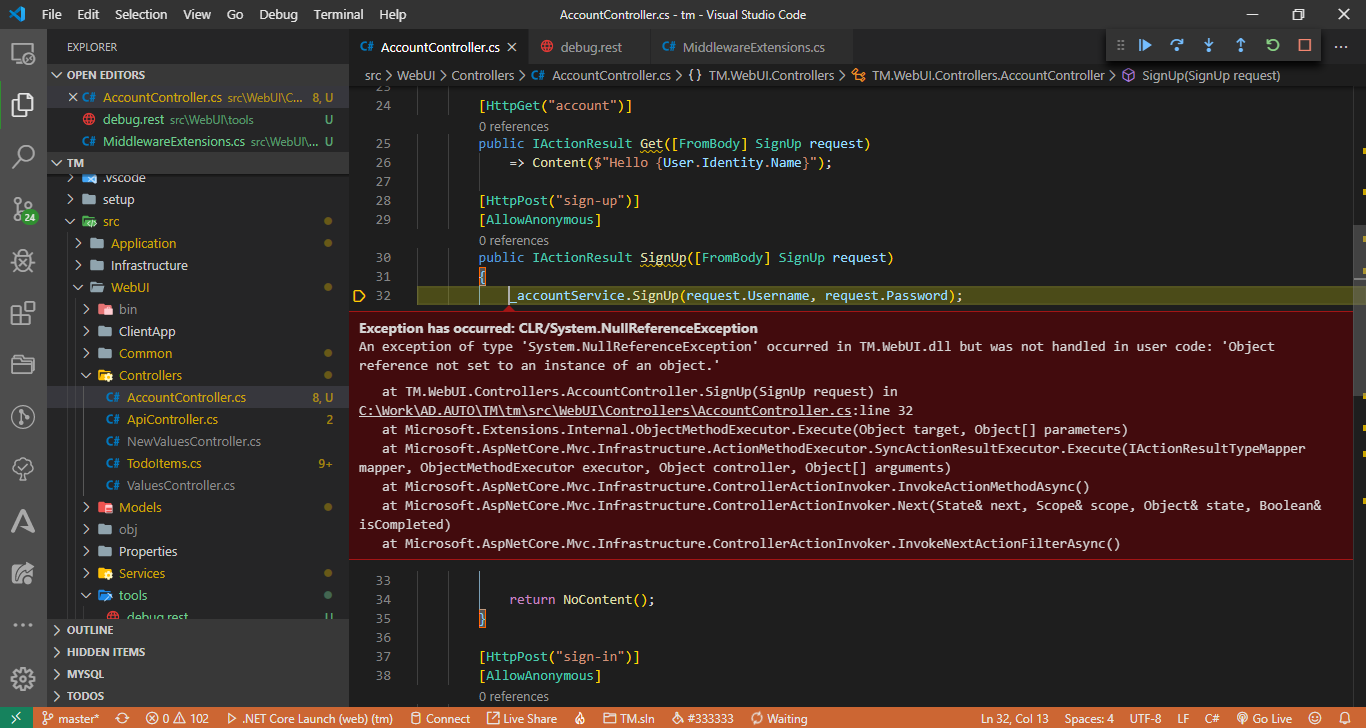 File Edit Selection View Go Debug Terminal Help
AccountController.cs - tm - Visual Studio Code
EXPLORER
OPEN EDITORS
C# AccountController.cs src\WebUI\C... 8, U
debug.rest src\WebUI\tools U
C# MiddlewareExtensions.cs src\WebUI\... U
TM
.vscode
setup
src
Application
Infrastructure
WebUI
bin
ClientApp
Common
Controllers
C# AccountController.cs 8, U
C# ApiController.cs 2
C# NewValuesController.cs
C# TodoItems.cs 9+
C# ValuesController.cs
Models
obj
Properties
Services
tools
debug.rest U
OUTLINE
HIDDEN ITEMS
MYSQL
TODOS
24
C# AccountController.cs
debug.rest
C# MiddlewareExtensions.cs
src > WebUI > Controllers > C# AccountController.cs > {} TM.WebUI.Controllers > TM.WebUI.Controllers.AccountController > SignUp(SignUp request)
23
24 [HttpGet("account")]
0 references
25 public IActionResult Get([FromBody] SignUp request)
26 => Content($"Hello {User.Identity.Name}");
27
28 [HttpPost("sign-up")]
29 [AllowAnonymous]
0 references
30 public IActionResult SignUp([FromBody] SignUp request)
31 {
32 _accountService.SignUp(request.Username, request.Password);
Exception has occurred: CLR/System.NullReferenceException
An exception of type 'System.NullReferenceException' occurred in TM.WebUI.dll but was not handled in user code: 'Object
reference not set to an instance of an object.'
at TM.WebUI.Controllers.AccountController.SignUp(SignUp request) in
C:\Work\AD.AUTO\TM\tm\src\WebUI\Controllers\AccountController.cs:line 32
at Microsoft.Extensions.Internal.ObjectMethodExecutor.Execute(Object target, Object[] parameters)
at Microsoft.AspNetCore.Mvc.Infrastructure.ActionMethodExecutor.SyncActionResultExecutor.Execute(IActionResultTypeMapper
mapper, ObjectMethodExecutor executor, Object controller, Object[] arguments)
at Microsoft.AspNetCore.Mvc.Infrastructure.ControllerActionInvoker.InvokeActionMethodAsync()
at Microsoft.AspNetCore.Mvc.Infrastructure.ControllerActionInvoker.Next(State& next, Scope& scope, Object& state, Boolean&
isCompleted)
at Microsoft.AspNetCore.Mvc.Infrastructure.ControllerActionInvoker.InvokeNextActionFilterAsync()
33
34 return NoContent();
35 }
36
37 [HttpPost("sign-in")]
38 [AllowAnonymous]
0 references
master* 0 102 .NET Core Launch (web) (tm) Connect Live Share TM.sln #333333 Waiting Ln 32, Col 13 Spaces: 4 UTF-8 LF C# Go Live